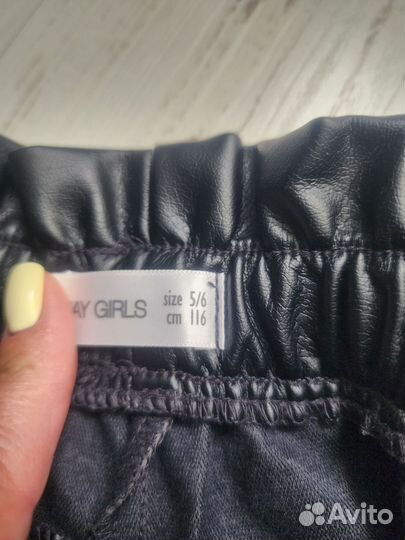 AY GIRLS
size 5/6
cm 116
Avito